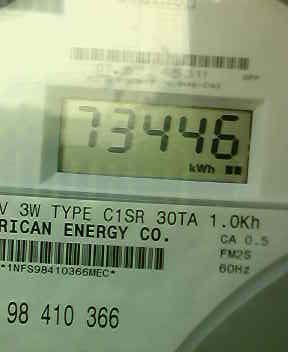 73446
kWh
V 3W TYPE C1SR 30TA 1.0Kh
RICAN ENERGY CO.
CA 0.5
FM2S
60Hz
*1NFS98410366MEC*
98 410 366